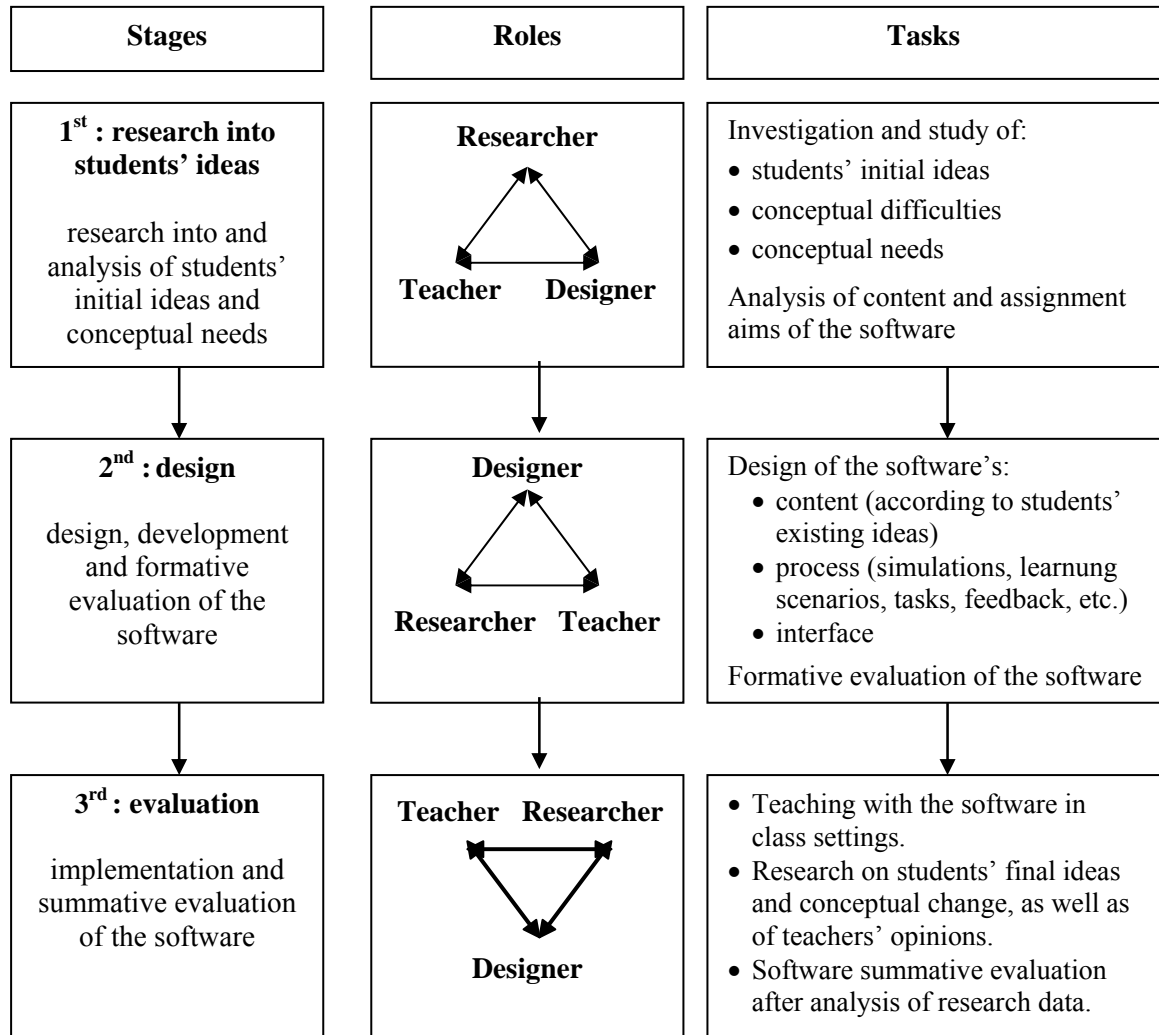 Stages
Roles
Tasks
1st : research into
students’ ideas
research into and
analysis of students’
initial ideas and
conceptual needs
Researcher
Teacher Designer
Investigation and study of:
• students’ initial ideas
• conceptual difficulties
• conceptual needs
Analysis of content and assignment
aims of the software
2nd : design
design, development
and formative
evaluation of the
software
Designer
Researcher Teacher
Design of the software’s:
• content (according to students’
existing ideas)
• process (simulations, learnung
scenarios, tasks, feedback, etc.)
• interface
Formative evaluation of the software
3rd : evaluation
implementation and
summative evaluation
of the software
Teacher Researcher
Designer
• Teaching with the software in
class settings.
• Research on students’ final ideas
and conceptual change, as well as
of teachers’ opinions.
• Software summative evaluation
after analysis of research data.